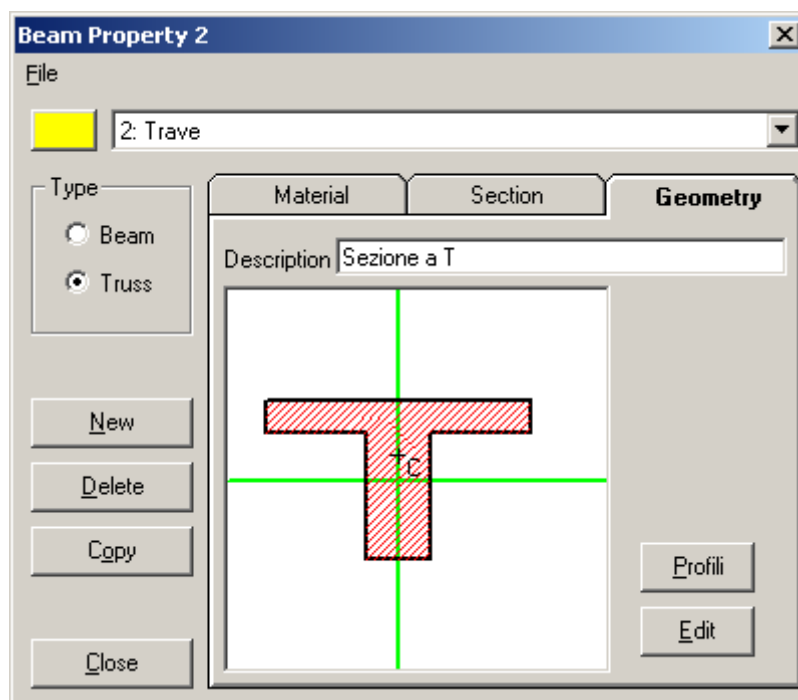 Beam Property 2
File
2: Trave
Type
Beam
Truss
Material Section Geometry
Description Sezione a T
C
New
Delete
Copy
Close
Profili
Edit